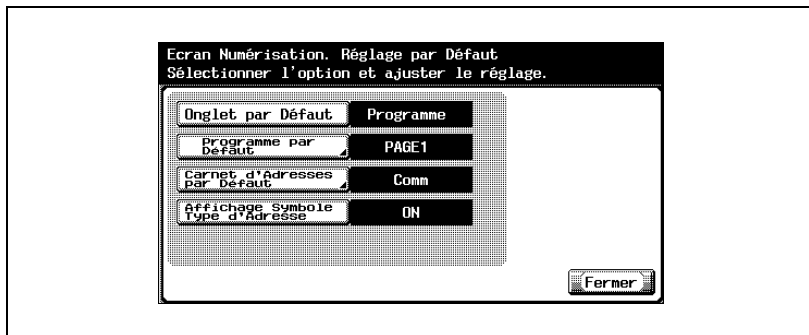 Ecran Numérisation. Réglage par Défaut
Sélectionner l'option et ajuster le réglage.
Onglet par Défaut Programme
Programme par
Défaut
PAGE1
Carnet d'Adresses
par Défaut
Comm
Affichage Symbole
Type d'Adresse
ON
Fermer